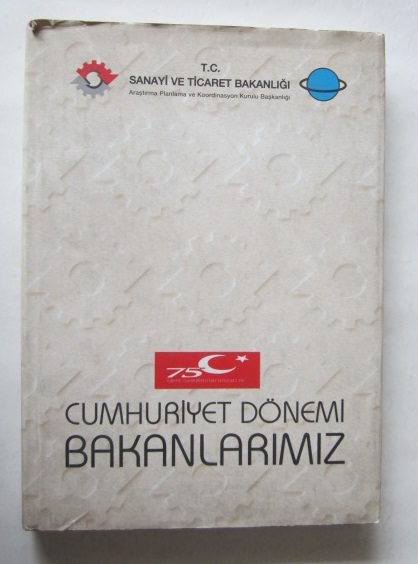 T.C.
SANAYİ VE TİCARET BAKANLIĞI
Araştırma Planlama ve Koordinasyon Kurulu Başkanlığı
75
CUMHURİYET DÖNEMİ
BAKANLARIMIZ